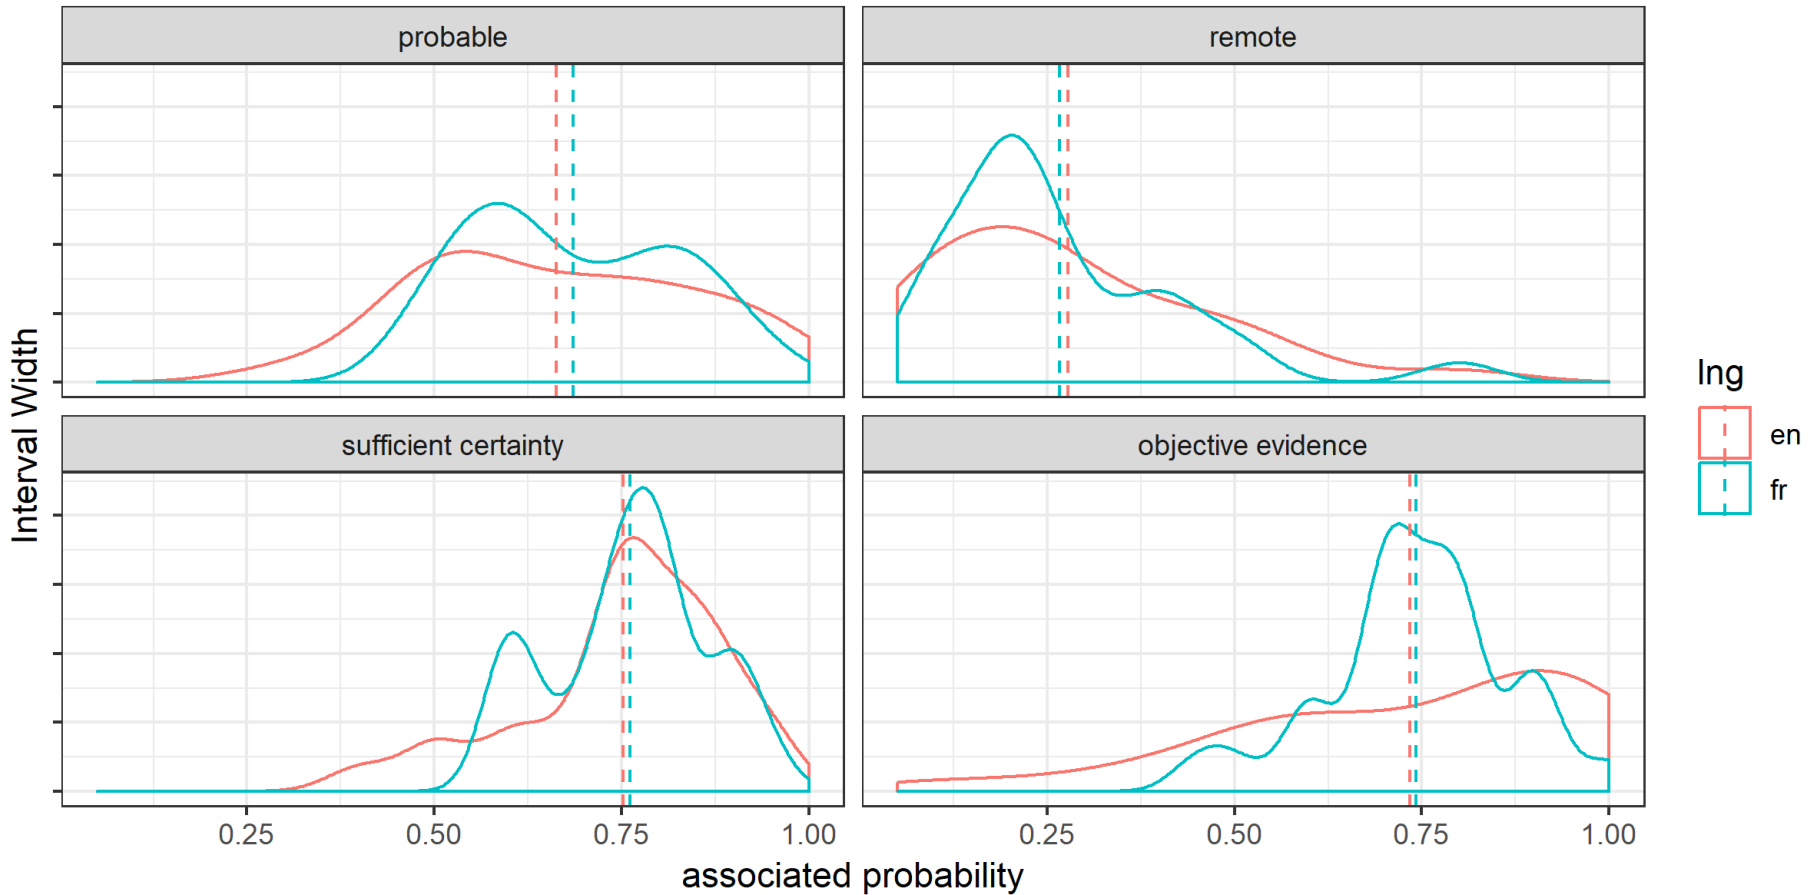 probable
remote
sufficient certainty
objective evidence
Interval Width
0.25 0.50 0.75 1.00
0.25 0.50 0.75 1.00
associated probability
lng
en
fr